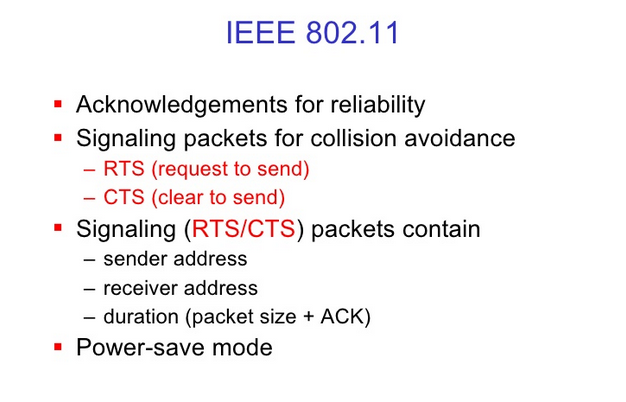 IEEE 802.11
▪ Acknowledgements for reliability
▪ Signaling packets for collision avoidance
– RTS (request to send)
– CTS (clear to send)
▪ Signaling (RTS/CTS) packets contain
– sender address
– receiver address
– duration (packet size + ACK)
▪ Power-save mode